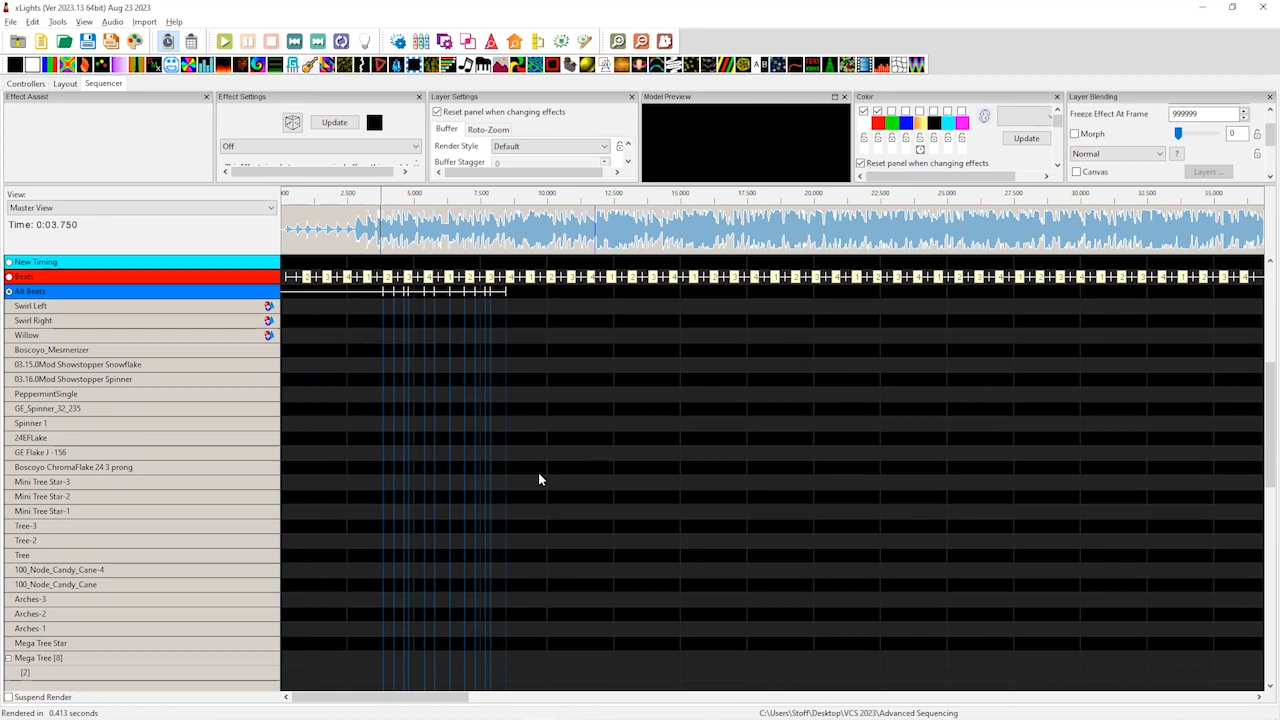 xLights (Ver 2023.13 64bit) Aug 23 2023
File Edit Tools View Audio Import Help
Controllers Layout Sequencer
Effect Assist
Effect Settings
Update
Off
Layer Settings
Reset panel when changing effects
Buffer Roto-Zoom
Render Style Default
Buffer Stagger 0
Model Preview
Color
Update
Reset panel when changing effects
Layer Blending
Freeze Effect At Frame 999999
Morph 0
Normal ?
Canvas Layers ...
View:
Master View
Time: 0:03.750
2.500 5.000 7.500 10.000 12.500 15.000 17.500 20.000 22.500 25.000 27.500 30.000 32.500 35.000
New Timing
Beats
Alt Beats
Swirl Left
Swirl Right
Willow
Boscoyo_Mesmerizer
03.15.0Mod Showstopper Snowflake
03.16.0Mod Showstopper Spinner
PeppermintSingle
GE_Spinner_32_235
Spinner 1
24EFLake
GE Flake J -156
Boscoyo ChromaFlake 24 3 prong
Mini Tree Star-3
Mini Tree Star-2
Mini Tree Star-1
Tree-3
Tree-2
Tree
100_Node_Candy_Cane-4
100_Node_Candy_Cane
Arches-3
Arches-2
Arches-1
Mega Tree Star
Mega Tree [8]
[2]
Suspend Render
Rendered in 0.413 seconds
C:\Users\Stoff\Desktop\VCS 2023\Advanced Sequencing